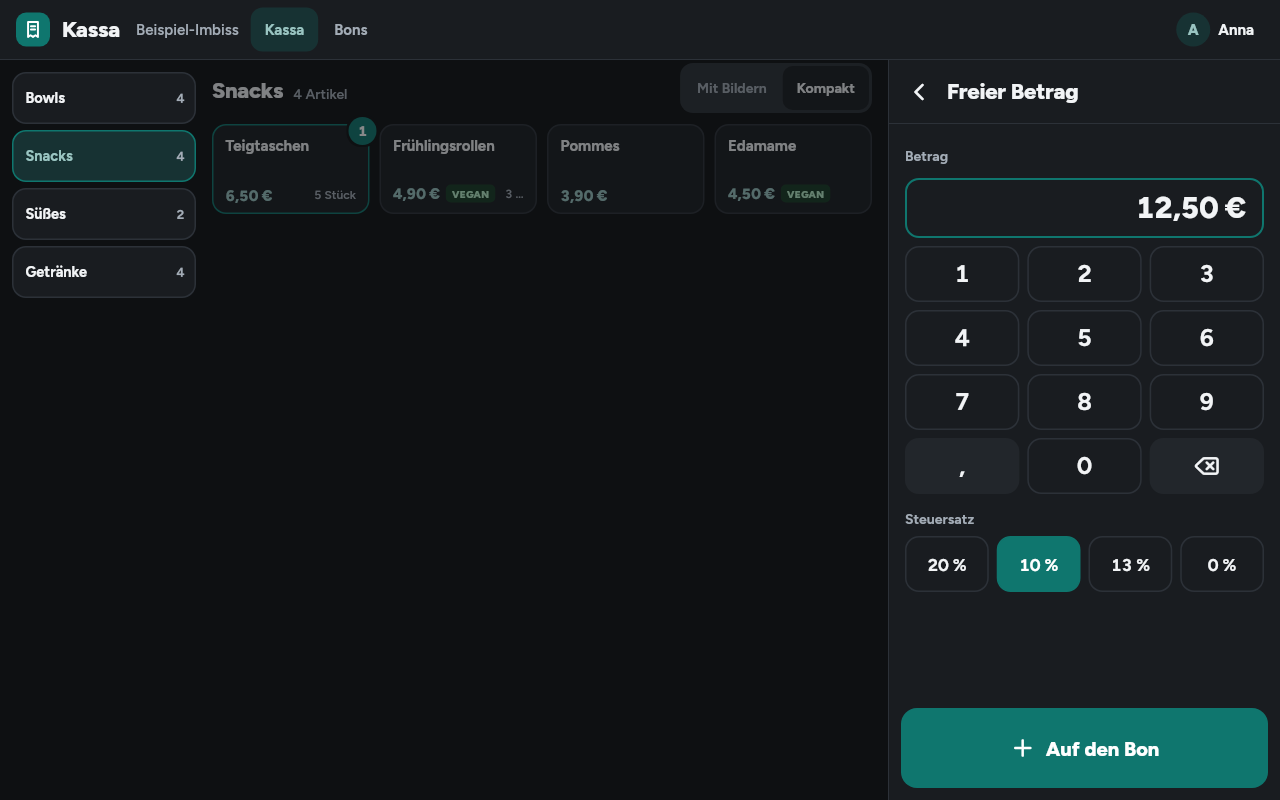 Kassa
Beispiel-Imbiss
Kassa
Bons
A
Anna
Bowls 4
Snacks 4
Süßes 2
Getränke 4
Snacks 4 Artikel
Mit Bildern
Kompakt
1
Teigtaschen
6,50 € 5 Stück
Frühlingsrollen
4,90 € VEGAN 3 ...
Pommes
3,90 €
Edamame
4,50 € VEGAN
Freier Betrag
Betrag
12,50 €
1 2 3
4 5 6
7 8 9
, 0
Steuersatz
20 % 10 % 13 % 0 %
Auf den Bon